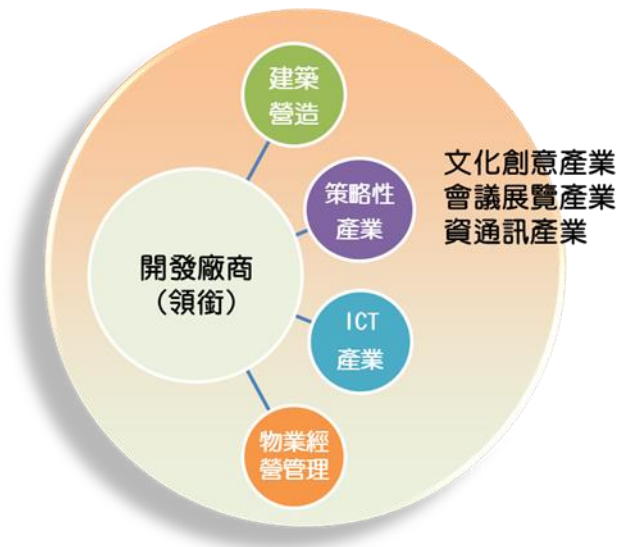 建築
營造
策略性
產業
文化創意產業
會議展覽產業
資通訊產業
開發廠商
(領銜)
ICT
產業
物業經
營管理